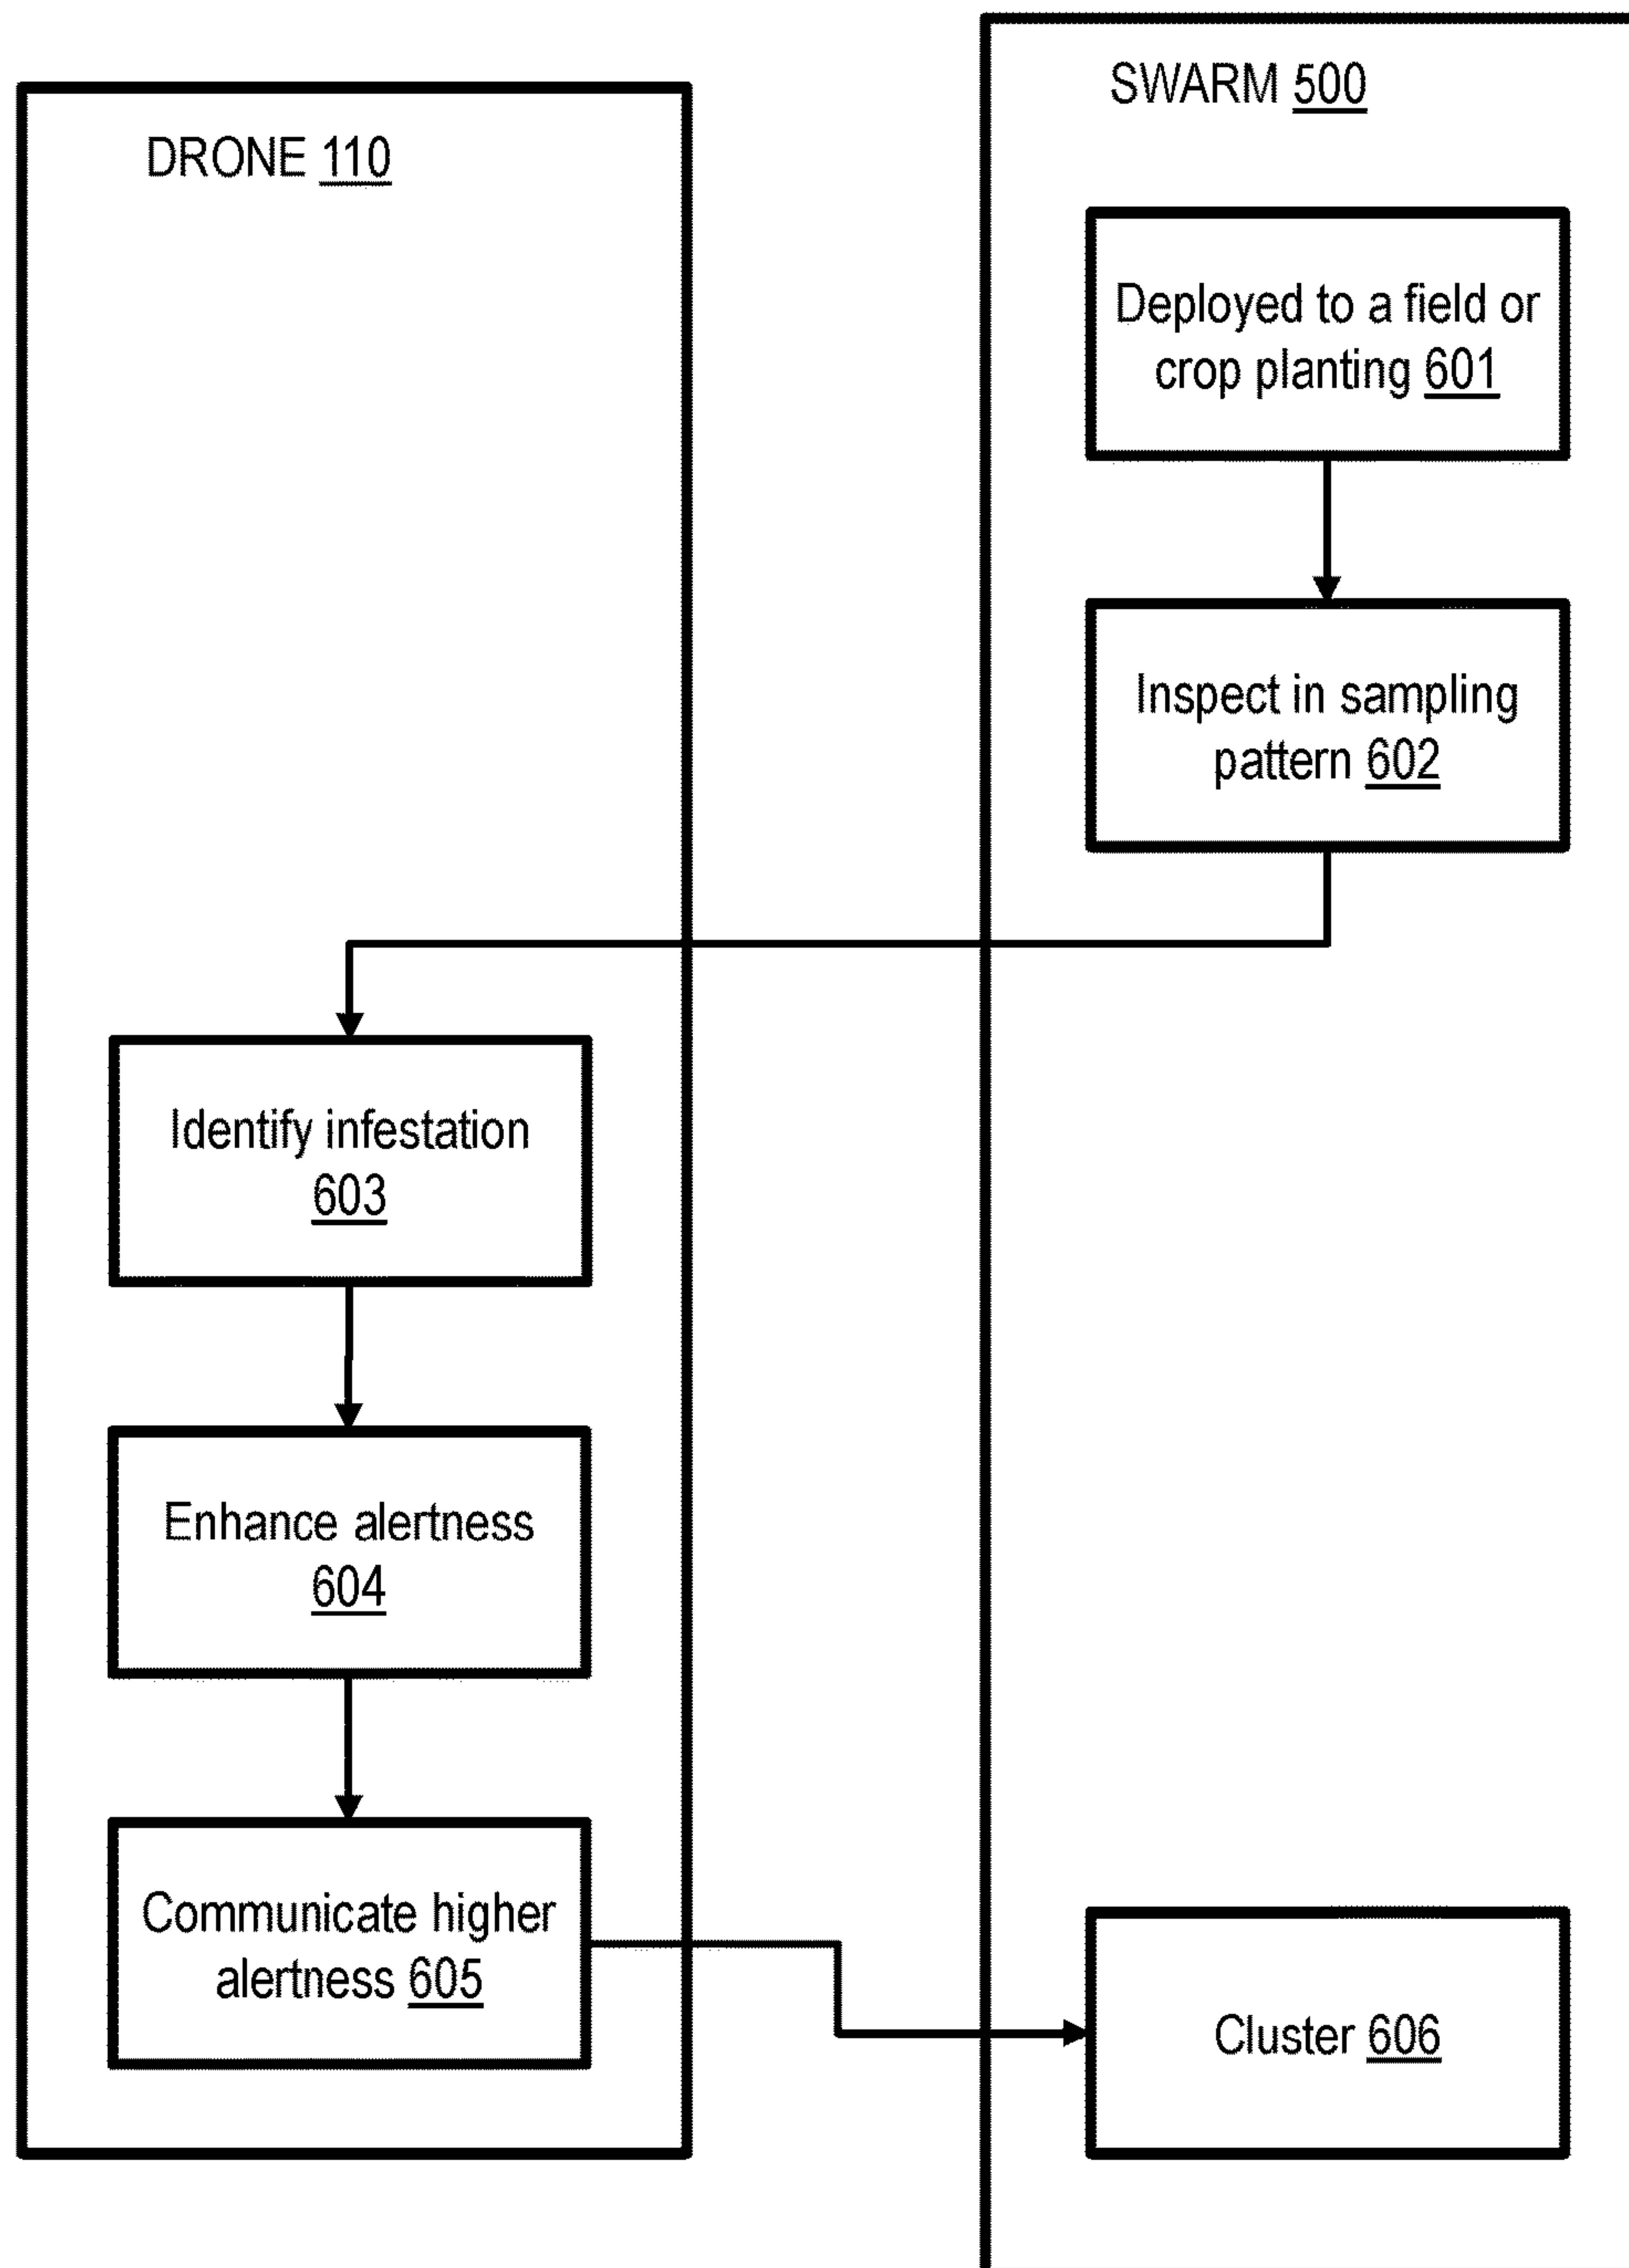 DRONE 110
SWARM 500
Deployed to a field or
crop planting 601
Inspect in sampling
pattern 602
Identify infestation
603
Enhance alertness
604
Communicate higher
alertness 605
Cluster 606